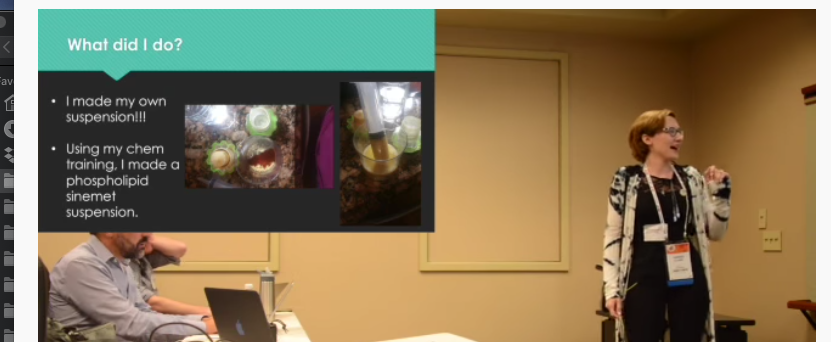 What did I do?
• I made my own
suspension!!!
• Using my chem
training, I made a
phospholipid
sinemet
suspension.